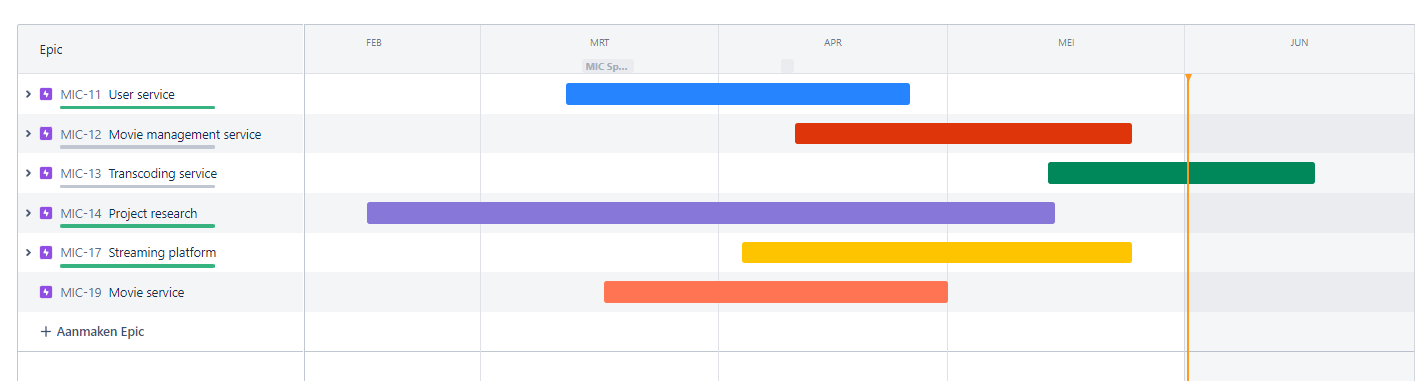 Epic
FEB MRT APR MEI JUN
MIC Sp...
MIC-11 User service
MIC-12 Movie management service
MIC-13 Transcoding service
MIC-14 Project research
MIC-17 Streaming platform
MIC-19 Movie service
+ Aanmaken Epic